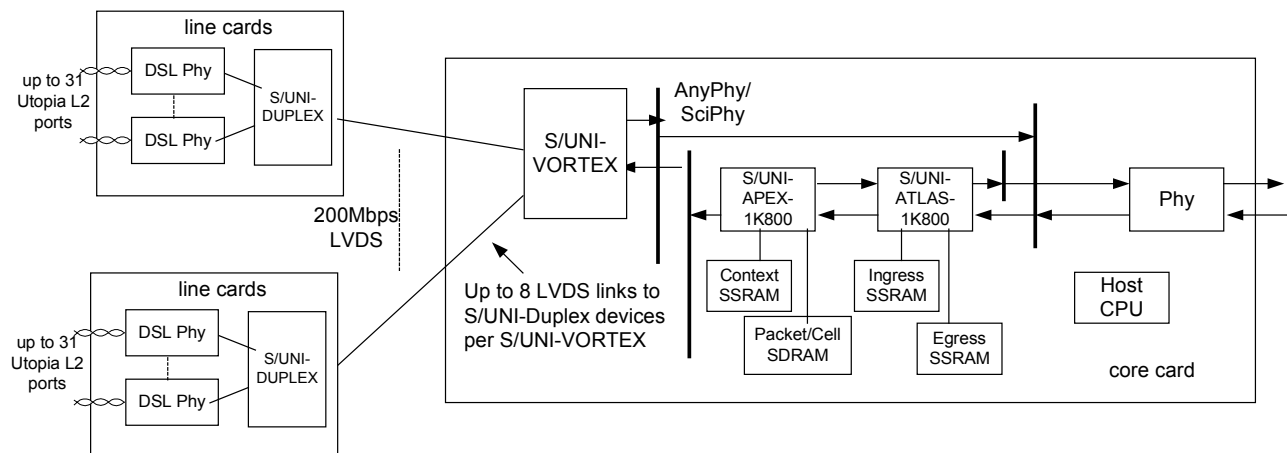 line cards
up to 31
Utopia L2
ports
DSL Phy
DSL Phy
S/UNI-
DUPLEX
200Mbps
LVDS
line cards
up to 31
Utopia L2
ports
DSL Phy
DSL Phy
S/UNI-
DUPLEX
S/UNI-
VORTEX
AnyPhy/
SciPhy
Up to 8 LVDS links to
S/UNI-Duplex devices
per S/UNI-VORTEX
S/UNI-
APEX-
1K800
S/UNI-
ATLAS-
1K800
Phy
Context
SSRAM
Packet/Cell
SDRAM
Ingress
SSRAM
Egress
SSRAM
Host
CPU
core card